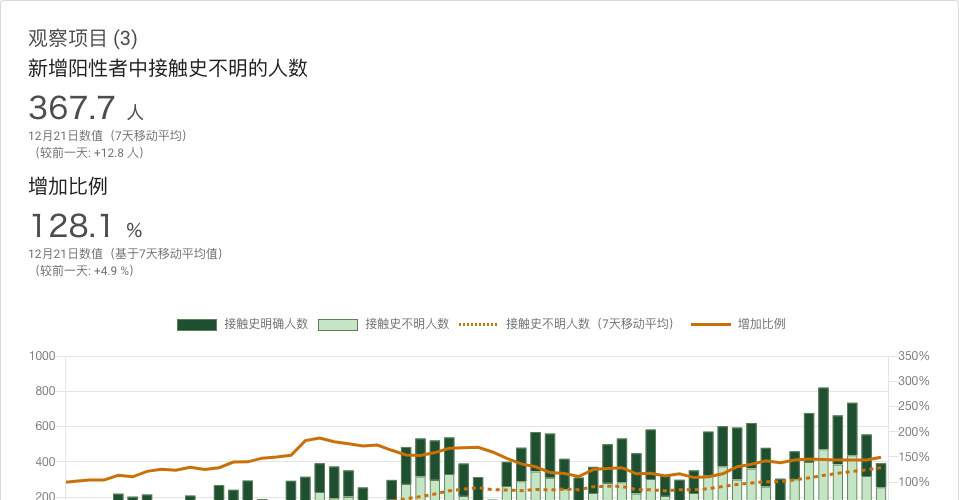 观察项目 (3)
新增阳性者中接触史不明的人数
367.7 人
12月21日数值（7天移动平均）
（较前一天: +12.8 人）
增加比例
128.1 %
12月21日数值（基于7天移动平均值）
（较前一天: +4.9 %）
接触史明确人数 接触史不明人数 接触史不明人数（7天移动平均） 增加比例
1000 350%
800 300%
600 250%
400 200%
200 150%
100%